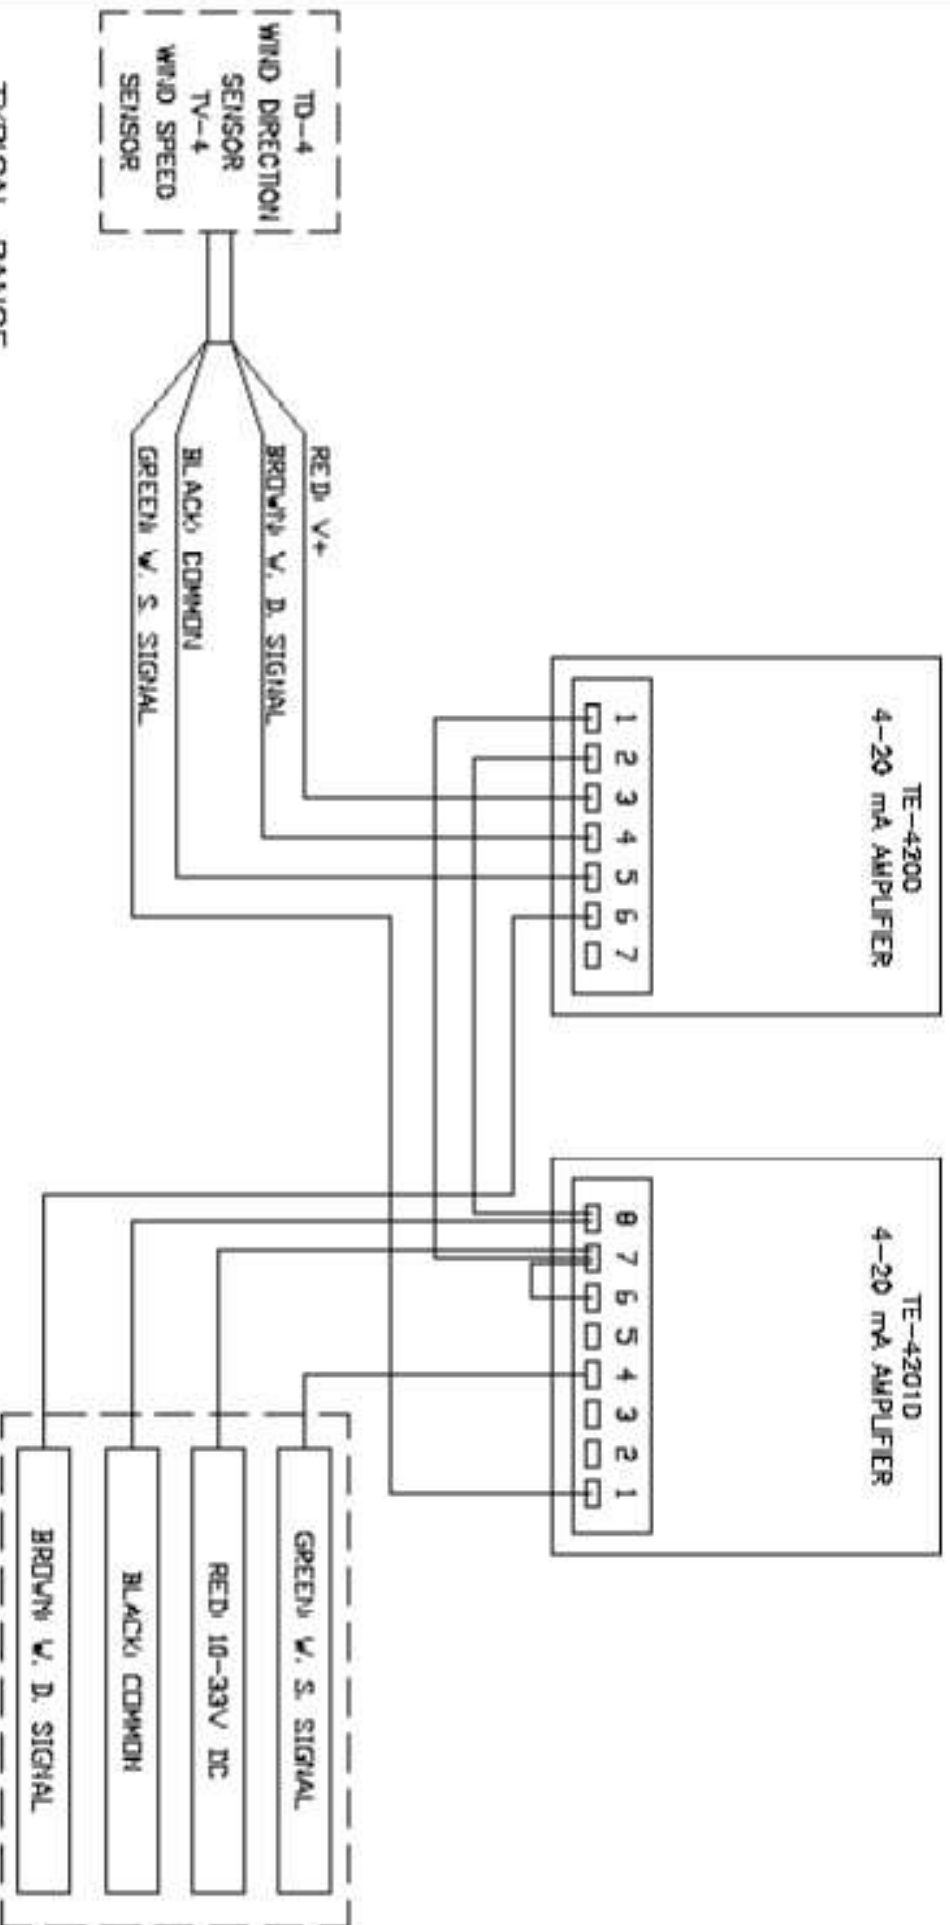 TE-420D
4-20 mA AMPLIFIER
1 2 3 4 5 6 7
TE-4201D
4-20 mA AMPLIFIER
8 7 6 5 4 3 2 1
TD-4
WIND DIRECTION
SENSOR
TV-4
WIND SPEED
SENSOR
RED: V+
BROWN: W. D. SIGNAL
BLACK: COMMON
GREEN: W. S. SIGNAL
GREEN: W. S. SIGNAL
RED: 10-33V DC
BLACK: COMMON
BROWN: W. D. SIGNAL